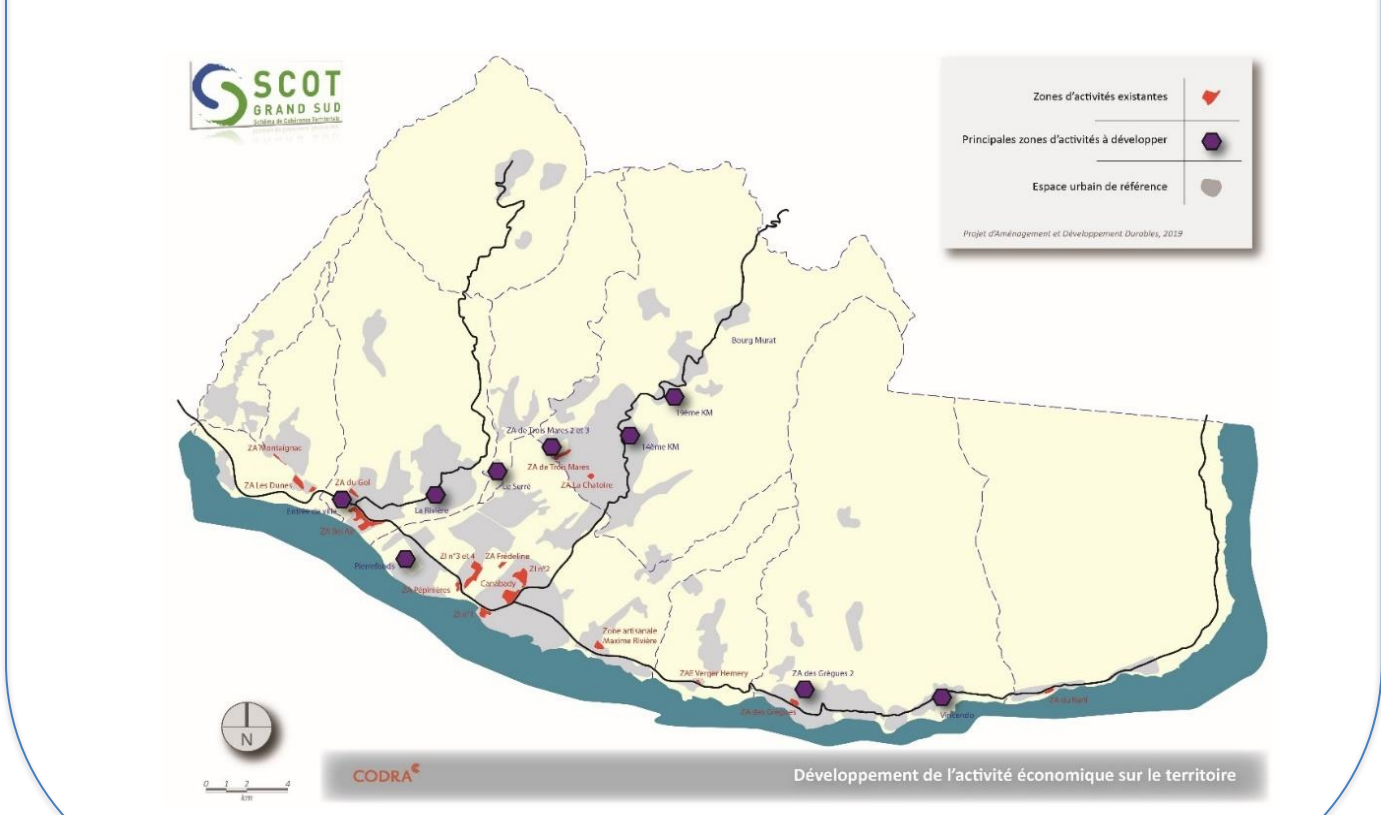 SCOT
GRAND SUD
Schéma de Cohérence Territoriale
Zones d'activités existantes
Principales zones d'activités à développer
Espace urbain de référence
Projet d'Aménagement et Développement Durables, 2019
Bourg Murat
19ème KM
ZA de Trois Mares 2 et 3
14ème KM
ZA Montaignac
ZA de Trois Mares
ZA Les Dunes
ZA du Gol
Le Serré
ZA La Chatoire
Entrée de ville
La Rivière
ZA Bel Air
Pierrefonds
ZI n°3 et 4
ZA Frédeline
ZI n°2
ZA Pépinières
Canabady
ZI n°1
Zone artisanale
Maxime Rivière
ZAE Verger Hemery
ZA des Grègues 2
ZA des Grègues
Vincendo
N
0 1 2 4
km
CODRA
Développement de l'activité économique sur le territoire